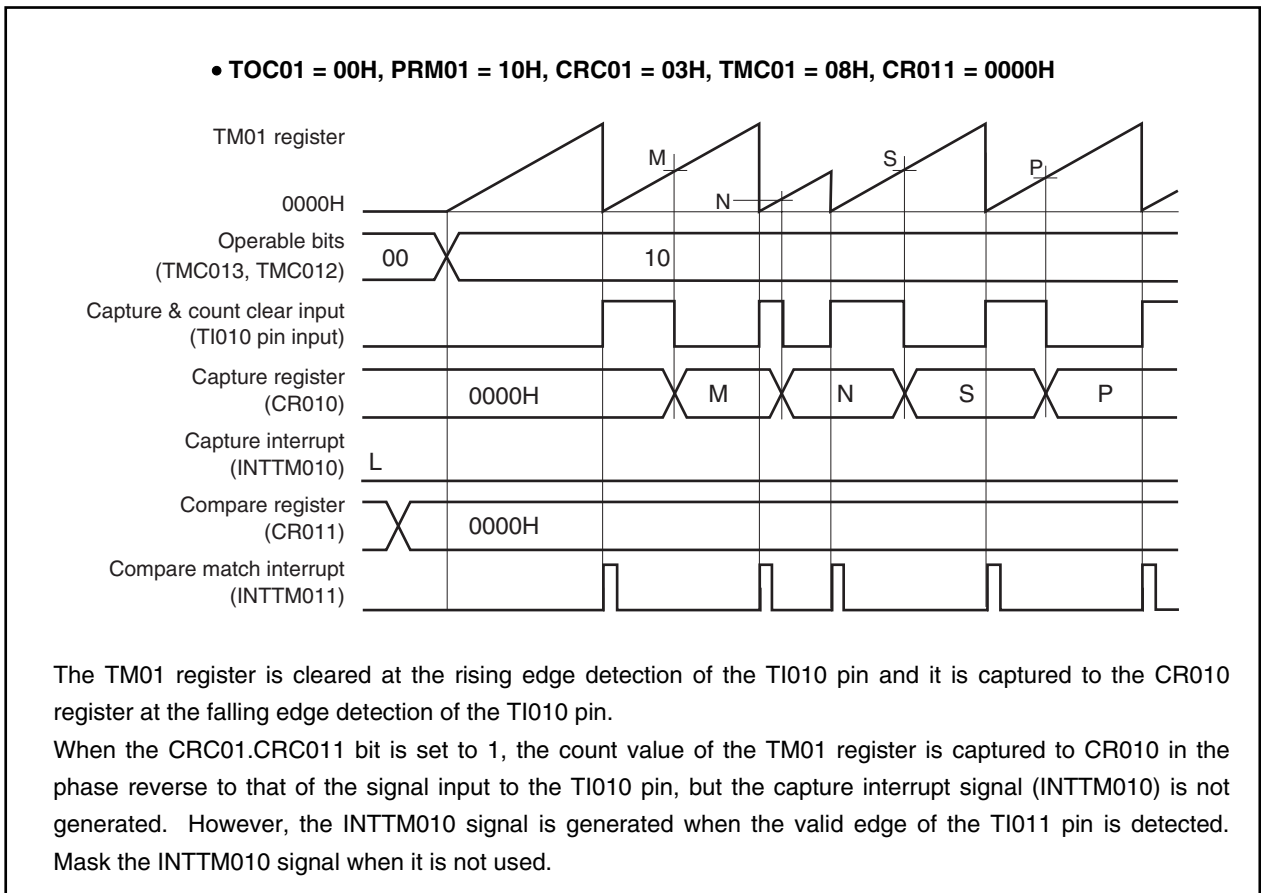 • TOC01 = 00H, PRM01 = 10H, CRC01 = 03H, TMC01 = 08H, CR011 = 0000H
TM01 register
M
S
P
N
0000H
Operable bits
(TMC013, TMC012)
00
10
Capture & count clear input
(TI010 pin input)
Capture register
(CR010)
0000H
M
N
S
P
Capture interrupt
(INTTM010)
L
Compare register
(CR011)
0000H
Compare match interrupt
(INTTM011)
The TM01 register is cleared at the rising edge detection of the TI010 pin and it is captured to the CR010
register at the falling edge detection of the TI010 pin.
When the CRC01.CRC011 bit is set to 1, the count value of the TM01 register is captured to CR010 in the
phase reverse to that of the signal input to the TI010 pin, but the capture interrupt signal (INTTM010) is not
generated. However, the INTTM010 signal is generated when the valid edge of the TI011 pin is detected.
Mask the INTTM010 signal when it is not used.